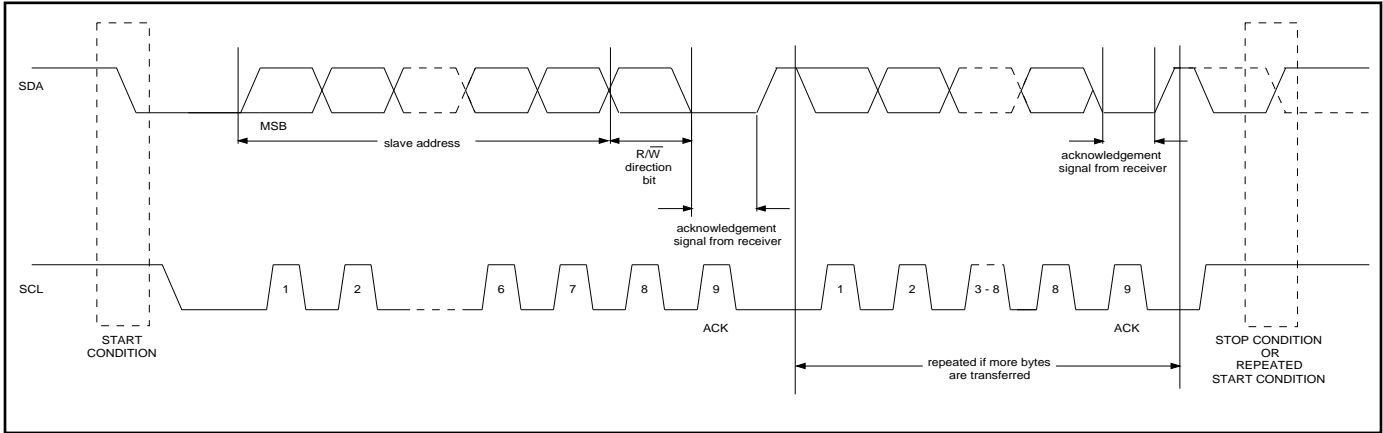 SDA
MSB
slave address
R/W̅
direction
bit
acknowledgement
signal from receiver
acknowledgement
signal from receiver
SCL
1
2
6
7
8
9
1
2
3 - 8
8
9
ACK
ACK
START
CONDITION
repeated if more bytes
are transferred
STOP CONDITION
OR
REPEATED
START CONDITION